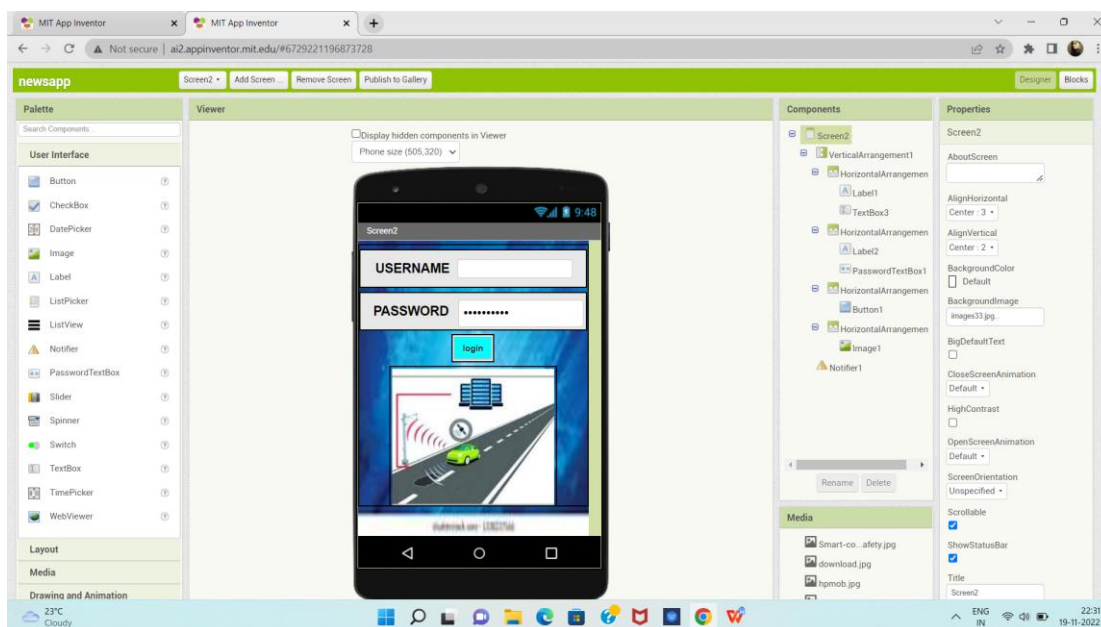 MIT App Inventor
MIT App Inventor
Not secure | ai2.appinventor.mit.edu/#6729221196873728
newsapp
Screen2
Add Screen ...
Remove Screen
Publish to Gallery
Designer
Blocks
Palette
Search Components...
User Interface
Button
CheckBox
DatePicker
Image
Label
ListPicker
ListView
Notifier
PasswordTextBox
Slider
Spinner
Switch
TextBox
TimePicker
WebViewer
Layout
Media
Drawing and Animation
Viewer
Display hidden components in Viewer
Phone size (505,320)
9:48
Screen2
USERNAME
PASSWORD
login
Components
Screen2
VerticalArrangement1
HorizontalArrangemen
Label1
TextBox3
HorizontalArrangemen
Label2
PasswordTextBox1
HorizontalArrangemen
Button1
HorizontalArrangemen
Image1
Notifier1
Rename
Delete
Media
Smart-co...afety.jpg
download.jpg
hpmob.jpg
Properties
Screen2
AboutScreen
AlignHorizontal
Center : 3
AlignVertical
Center : 2
BackgroundColor
Default
BackgroundImage
images33.jpg...
BigDefaultText
CloseScreenAnimation
Default
HighContrast
OpenScreenAnimation
Default
ScreenOrientation
Unspecified
Scrollable
ShowStatusBar
Title
Screen2
23°C
Cloudy
ENG
IN
22:31
19-11-2022